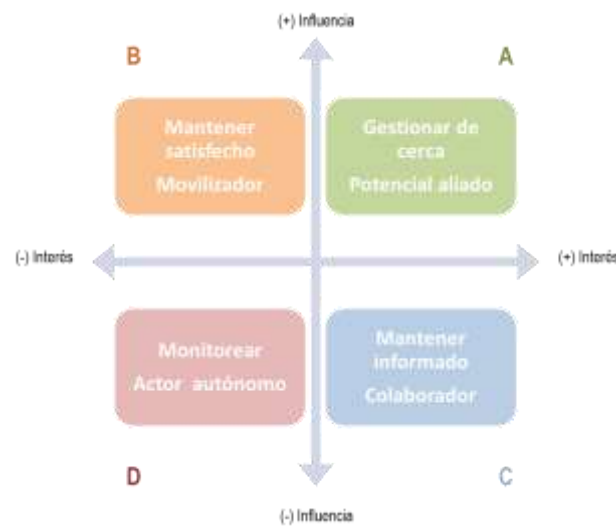 (+) Influencia
B
A
Mantener
satisfecho
Movilizador
Gestionar de
cerca
Potencial aliado
(-) Interés
(+) Interés
Monitorear
Actor autónomo
Mantener
informado
Colaborador
D
C
(-) Influencia